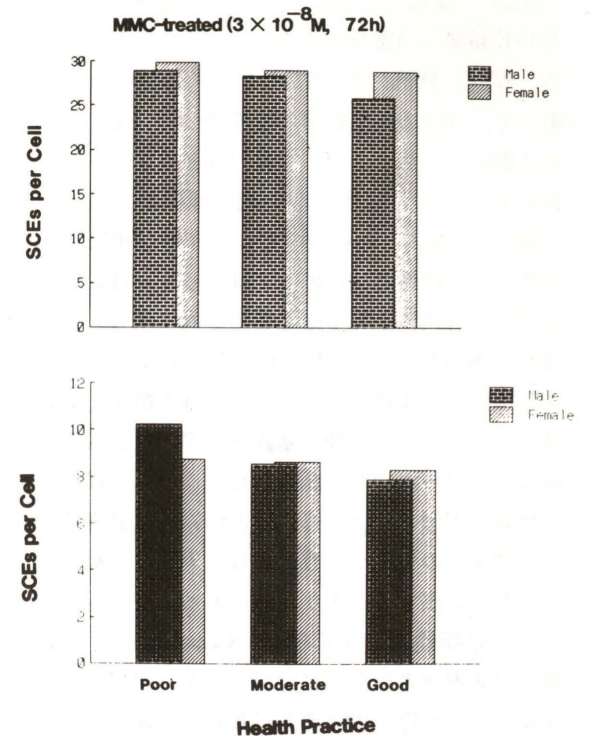 MMC-treated (3 × 10⁻⁸M, 72h)
30
25
20
15
10
5
0
SCEs per Cell
Male
Female
12
10
8
6
4
2
0
SCEs per Cell
Male
Female
Poor Moderate Good
Health Practice